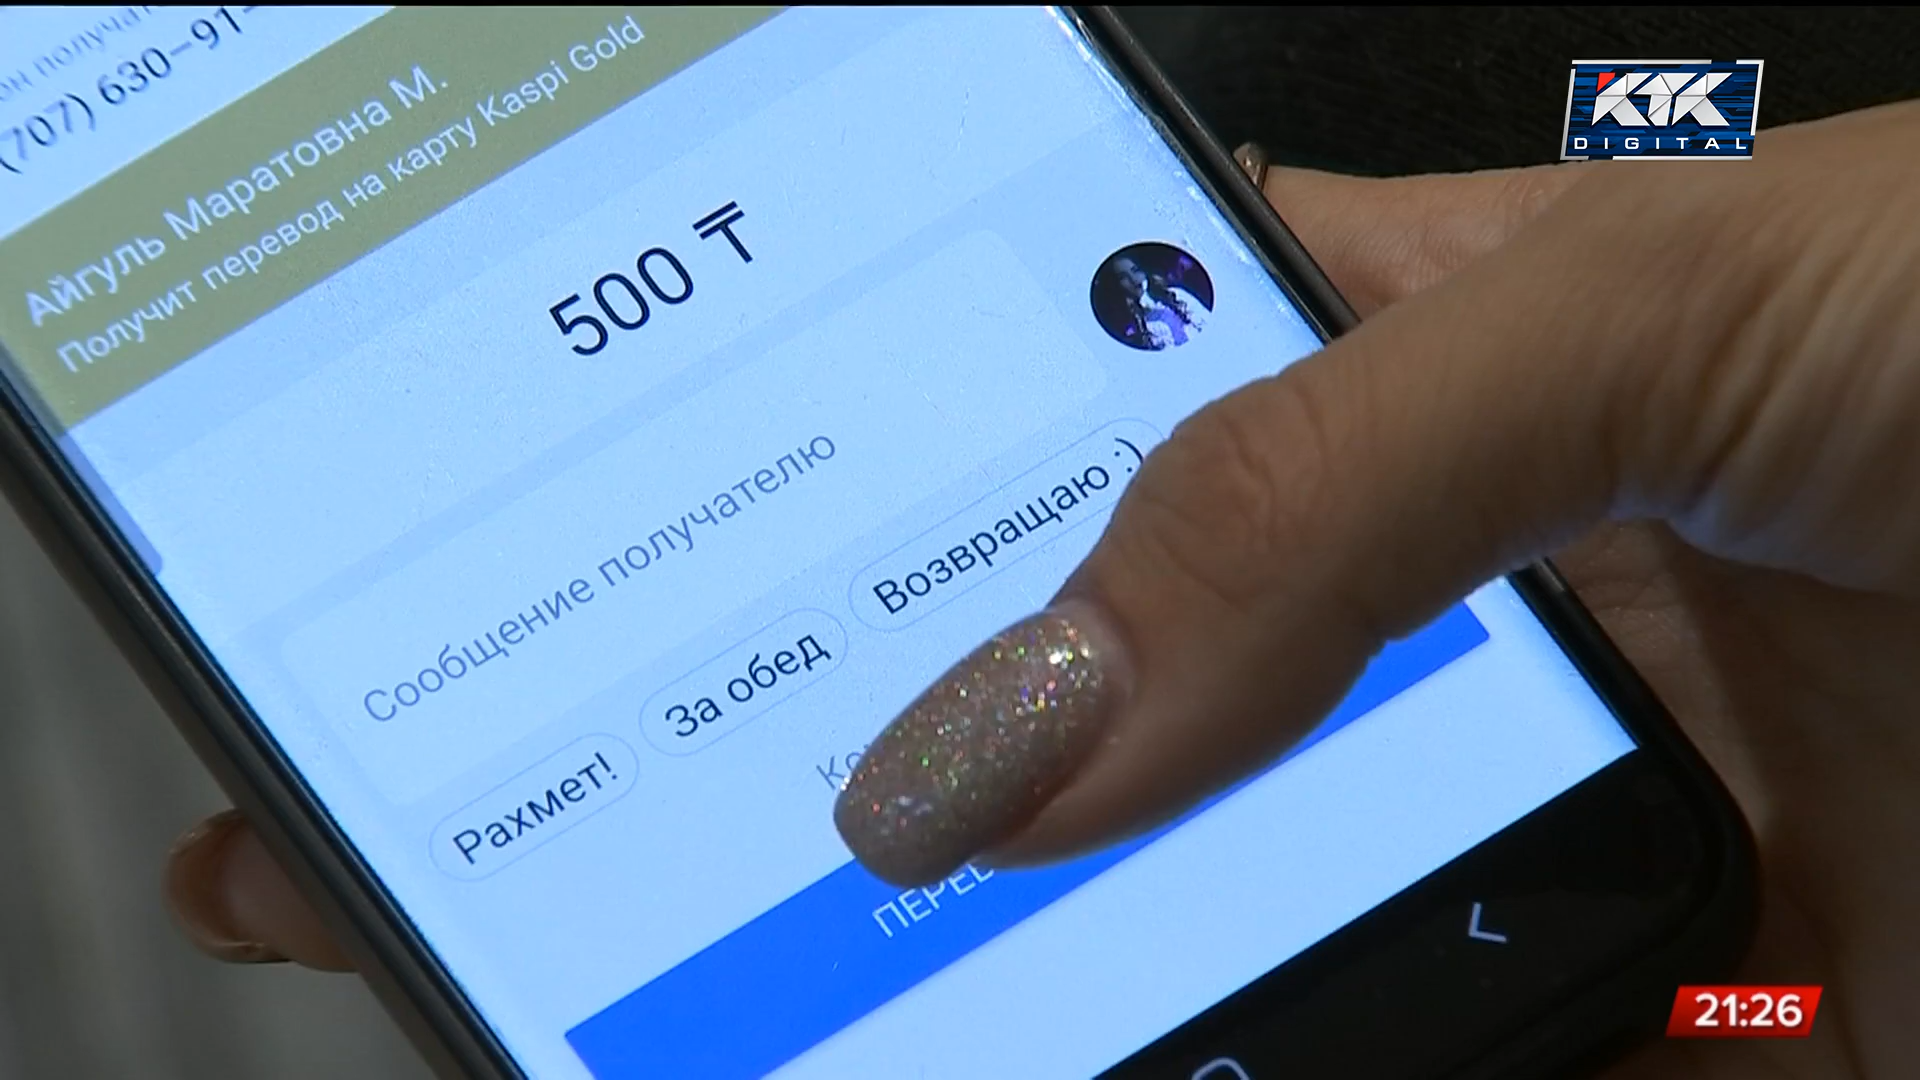 (707) 630-91-
Айгуль Маратовна М.
Получит перевод на карту Kaspi Gold
500 ₸
Сообщение получателю
Рахмет!
За обед
Возвращаю :)
КТК
DIGITAL
21:26